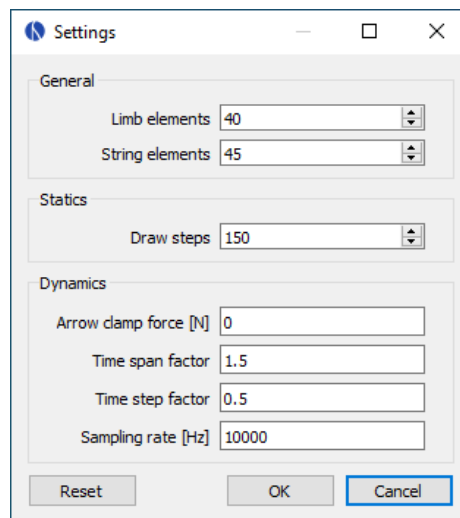 Settings
General
Limb elements 40
String elements 45
Statics
Draw steps 150
Dynamics
Arrow clamp force [N] 0
Time span factor 1.5
Time step factor 0.5
Sampling rate [Hz] 10000
Reset OK Cancel